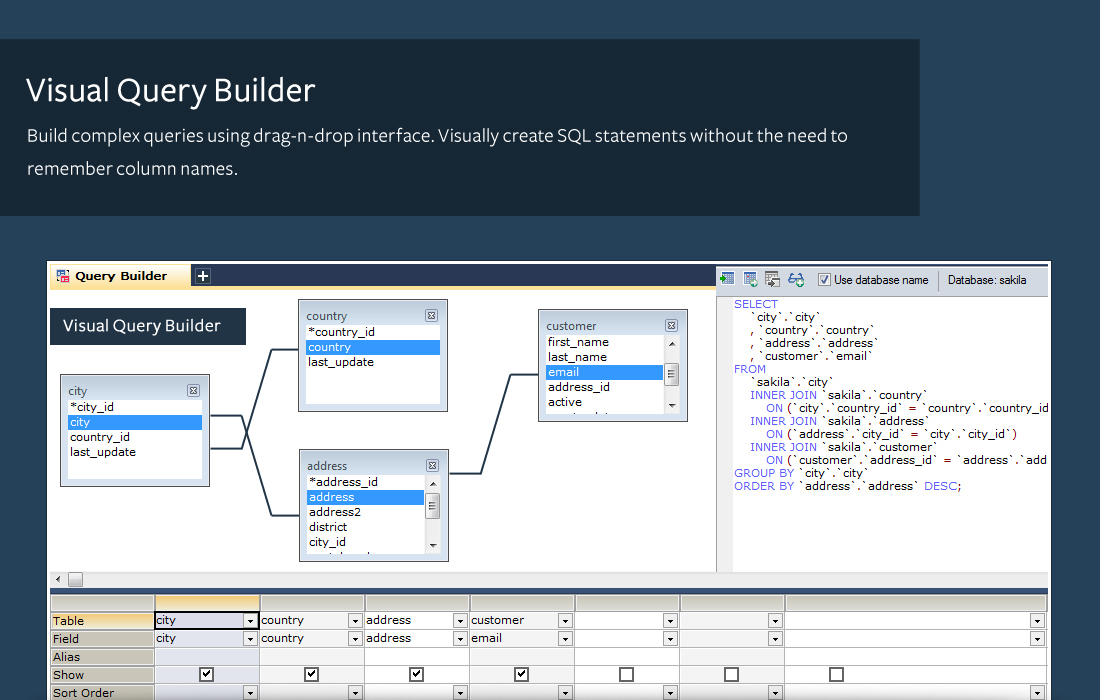 Visual Query Builder
Build complex queries using drag-n-drop interface. Visually create SQL statements without the need to
remember column names.
Query Builder
Use database name Database: sakila
Visual Query Builder
city
*city_id
city
country_id
last_update
country
*country_id
country
last_update
address
*address_id
address
address2
district
city_id
customer
first_name
last_name
email
address_id
active
SELECT
`city`.`city`
, `country`.`country`
, `address`.`address`
, `customer`.`email`
FROM
`sakila`.`city`
INNER JOIN `sakila`.`country`
ON (`city`.`country_id` = `country`.`country_id
INNER JOIN `sakila`.`address`
ON (`address`.`city_id` = `city`.`city_id`)
INNER JOIN `sakila`.`customer`
ON (`customer`.`address_id` = `address`.`add
GROUP BY `city`.`city`
ORDER BY `address`.`address` DESC;
Table city country address customer
Field city country address email
Alias
Show
Sort Order